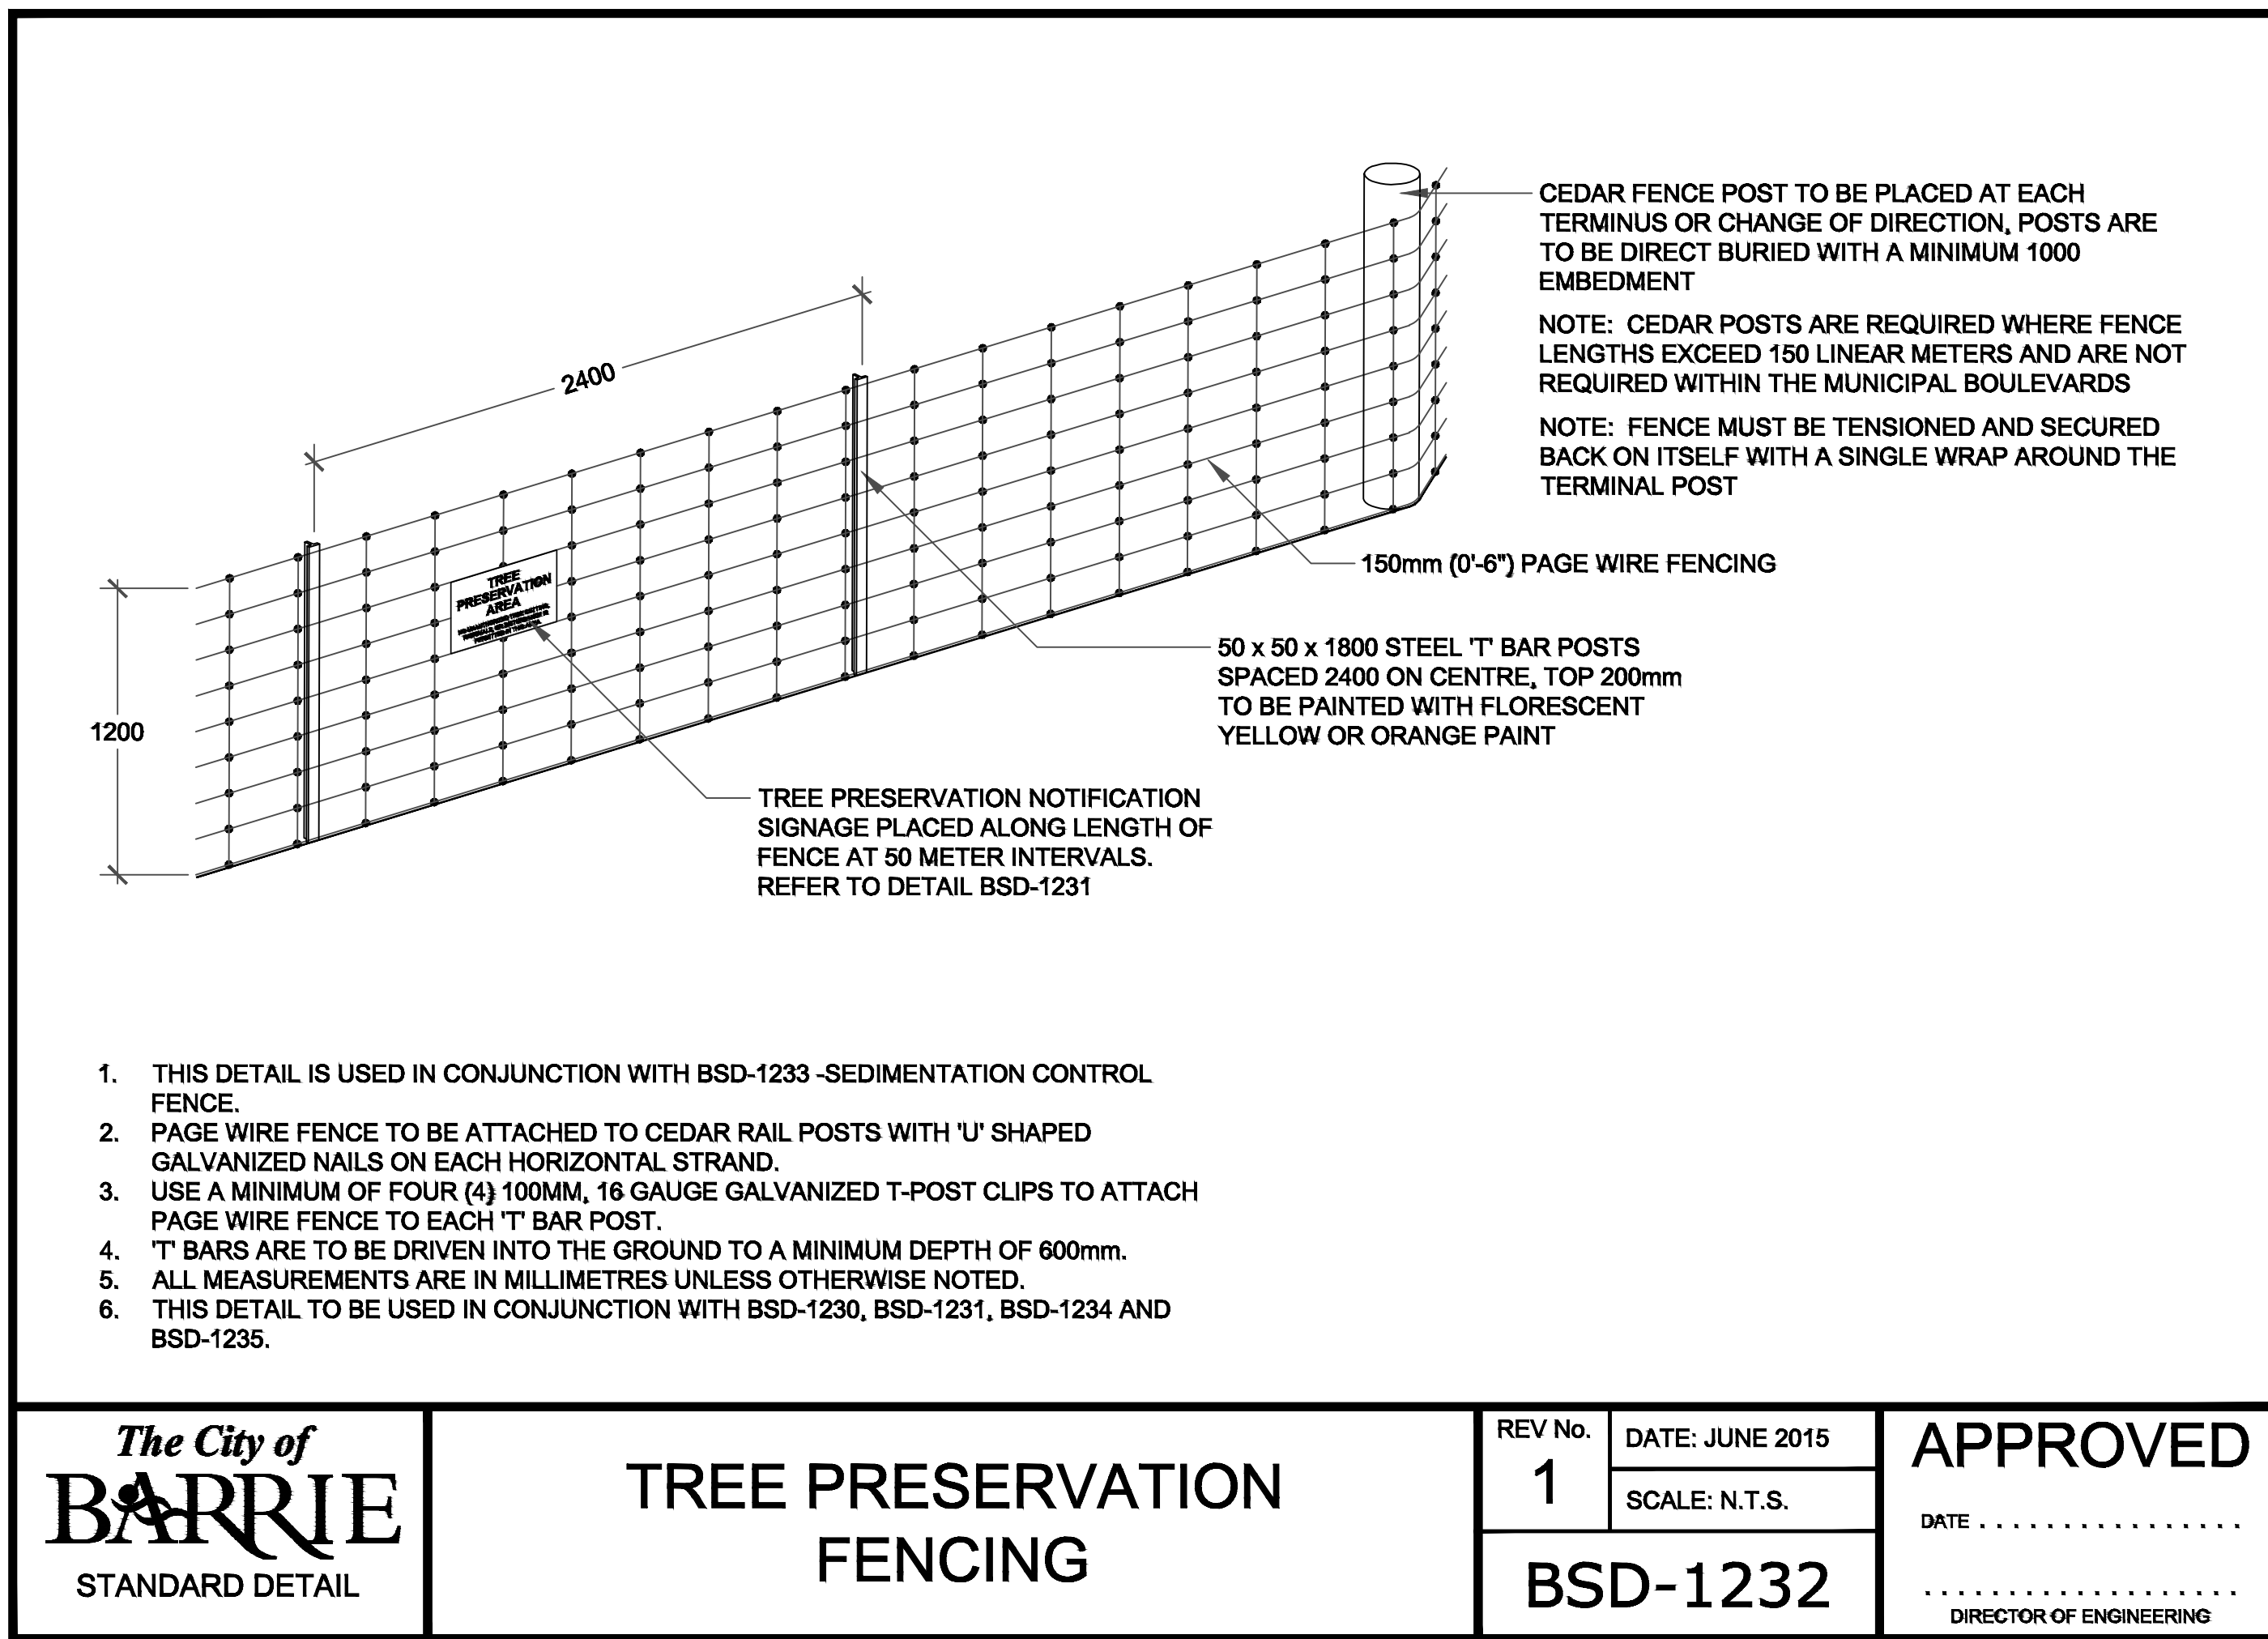 CEDAR FENCE POST TO BE PLACED AT EACH
TERMINUS OR CHANGE OF DIRECTION, POSTS ARE
TO BE DIRECT BURIED WITH A MINIMUM 1000
EMBEDMENT
NOTE: CEDAR POSTS ARE REQUIRED WHERE FENCE
LENGTHS EXCEED 150 LINEAR METERS AND ARE NOT
REQUIRED WITHIN THE MUNICIPAL BOULEVARDS
NOTE: FENCE MUST BE TENSIONED AND SECURED
BACK ON ITSELF WITH A SINGLE WRAP AROUND THE
TERMINAL POST
2400
150mm (0'-6") PAGE WIRE FENCING
TREE
PRESERVATION
AREA
50 x 50 x 1800 STEEL 'T' BAR POSTS
SPACED 2400 ON CENTRE, TOP 200mm
TO BE PAINTED WITH FLORESCENT
YELLOW OR ORANGE PAINT
1200
TREE PRESERVATION NOTIFICATION
SIGNAGE PLACED ALONG LENGTH OF
FENCE AT 50 METER INTERVALS.
REFER TO DETAIL BSD-1231
1. THIS DETAIL IS USED IN CONJUNCTION WITH BSD-1233 -SEDIMENTATION CONTROL
FENCE.
2. PAGE WIRE FENCE TO BE ATTACHED TO CEDAR RAIL POSTS WITH 'U' SHAPED
GALVANIZED NAILS ON EACH HORIZONTAL STRAND.
3. USE A MINIMUM OF FOUR (4) 100MM, 16 GAUGE GALVANIZED T-POST CLIPS TO ATTACH
PAGE WIRE FENCE TO EACH 'T' BAR POST.
4. 'T' BARS ARE TO BE DRIVEN INTO THE GROUND TO A MINIMUM DEPTH OF 600mm.
5. ALL MEASUREMENTS ARE IN MILLIMETRES UNLESS OTHERWISE NOTED.
6. THIS DETAIL TO BE USED IN CONJUNCTION WITH BSD-1230, BSD-1231, BSD-1234 AND
BSD-1235.
The City of
BARRIE
STANDARD DETAIL
TREE PRESERVATION
FENCING
REV No.
1
DATE: JUNE 2015
SCALE: N.T.S.
BSD-1232
APPROVED
DATE . . . . . . . . . . . . . . . .
. . . . . . . . . . . . . . . . . . .
DIRECTOR OF ENGINEERING